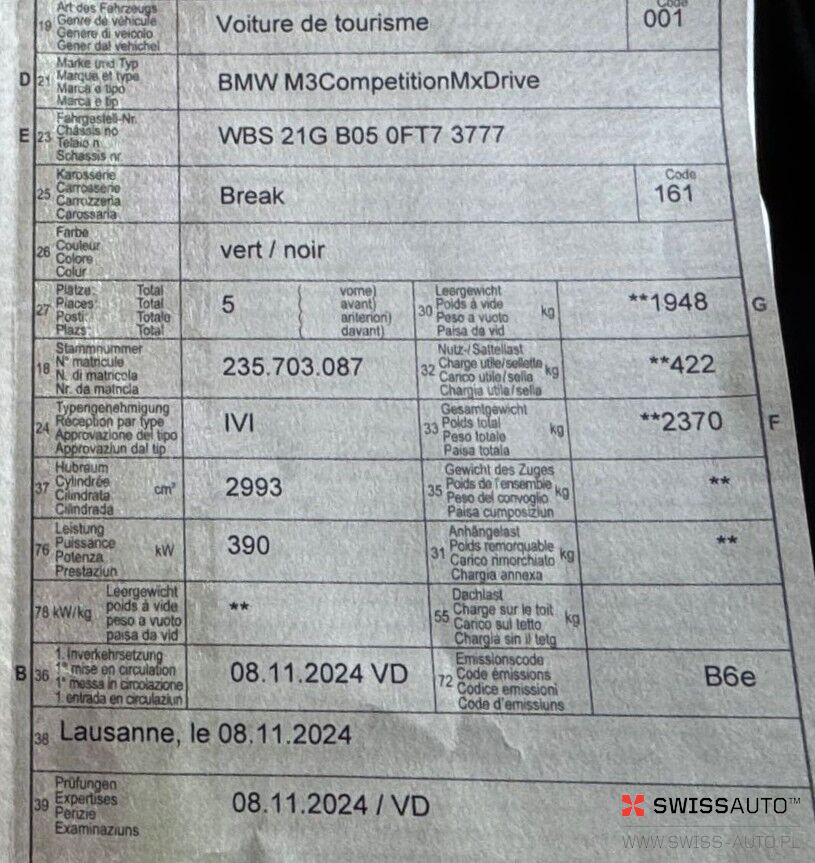 19 Art des Fahrzeugs
Genre de véhicule
Genere di veicolo
Gener dal vehichel
Voiture de tourisme
Code
001
D 21 Marke und Typ
Marque et type
Marca e tipo
Marca e tip
BMW M3CompetitionMxDrive
E 23 Fahrgestell-Nr.
Châssis no
Telaio n.
Schassis nr.
WBS 21G B05 0FT7 3777
25 Karosserie
Carrosserie
Carrozzeria
Carossaria
Break
Code
161
26 Farbe
Couleur
Colore
Colur
vert / noir
27 Plätze: Total
Places: Total
Posti: Totale
Plazs: Total
5
( vorne)
( avant)
( anteriori)
( davant)
30 Leergewicht
Poids à vide
Peso a vuoto
Paisa da vid
kg
**1948
G
18 Stammnummer
N° matricule
N. di matricola
Nr. da matricla
235.703.087
32 Nutz-/Sattellast
Charge utile/sellette
Carico utile/sella
Chargia utila/sella
kg
**422
24 Typengenehmigung
Réception par type
Approvazione del tipo
Approvaziun dal tip
IVI
33 Gesamtgewicht
Poids total
Peso totale
Paisa totala
kg
**2370
F
37 Hubraum
Cylindrée
Cilindrata
Cilindrada
cm³
2993
35 Gewicht des Zuges
Poids de l'ensemble
Peso del convoglio
Paisa cumposiziun
kg
**
76 Leistung
Puissance
Potenza
Prestaziun
kW
390
31 Anhängelast
Poids remorquable
Carico rimorchiato
Chargia annexa
kg
**
78 kW/kg
Leergewicht
poids à vide
peso a vuoto
paisa da vid
**
55 Dachlast
Charge sur le toit
Carico sul tetto
Chargia sin il tetg
kg
B 36 1. Inverkehrsetzung
1re mise en circulation
1a messa in circolazione
1. entrada en circulaziun
08.11.2024 VD
72 Emissionscode
Code émissions
Codice emissioni
Code d'emissiuns
B6e
38 Lausanne, le 08.11.2024
39 Prüfungen
Expertises
Perizie
Examinaziuns
08.11.2024 / VD
SWISSAUTO™
WWW.SWISS-AUTO.PL